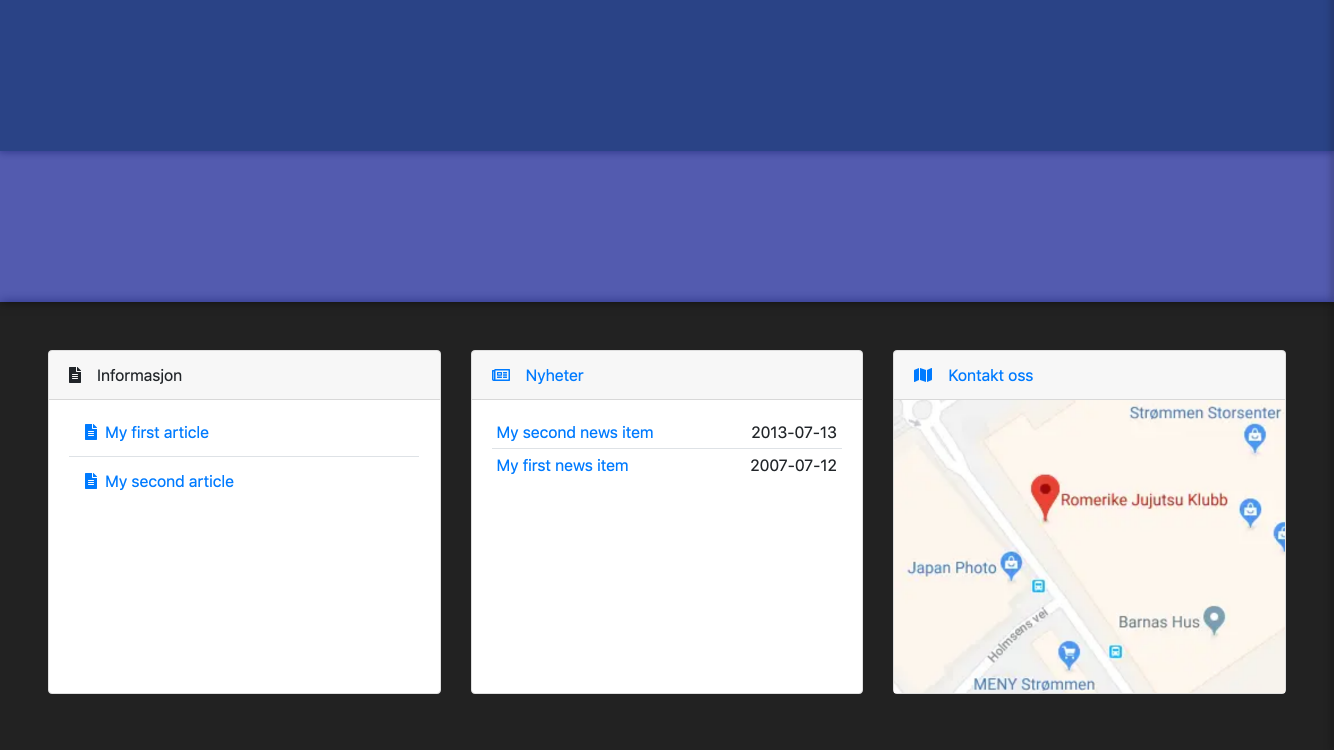 Informasjon
My first article
My second article
Nyheter
My second news item 2013-07-13
My first news item 2007-07-12
Kontakt oss
Strømmen Storsenter
Romerike Jujutsu Klubb
Japan Photo
Barnas Hus
Holmsens vei
MENY Strømmen